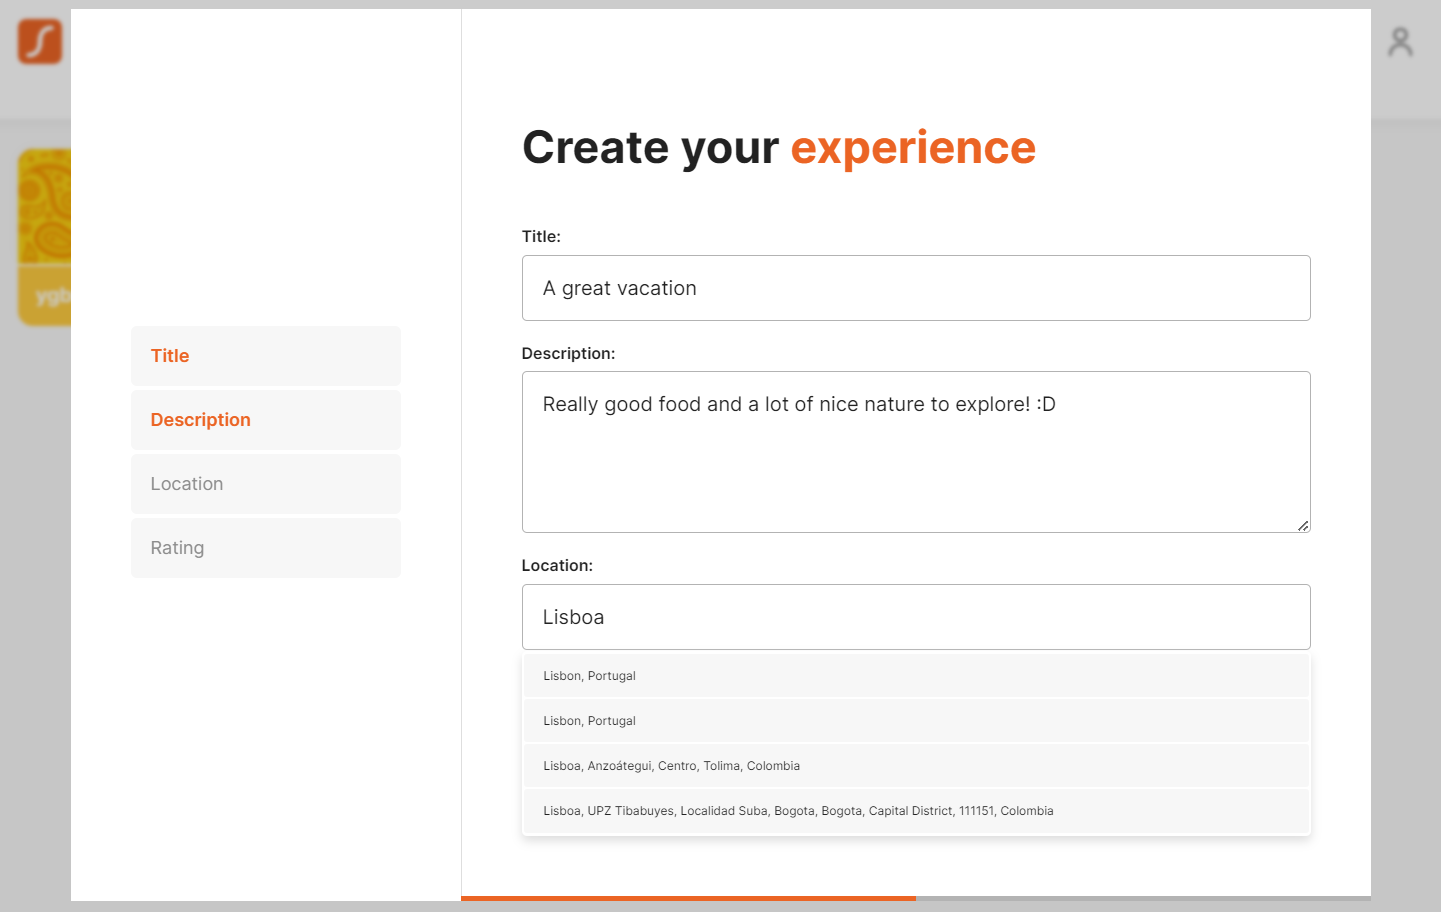 Create your experience
Title:
A great vacation
Description:
Really good food and a lot of nice nature to explore! :D
Location:
Lisboa
Lisbon, Portugal
Lisbon, Portugal
Lisboa, Anzoátegui, Centro, Tolima, Colombia
Lisboa, UPZ Tibabuyes, Localidad Suba, Bogota, Bogota, Capital District, 111151, Colombia
Title
Description
Location
Rating